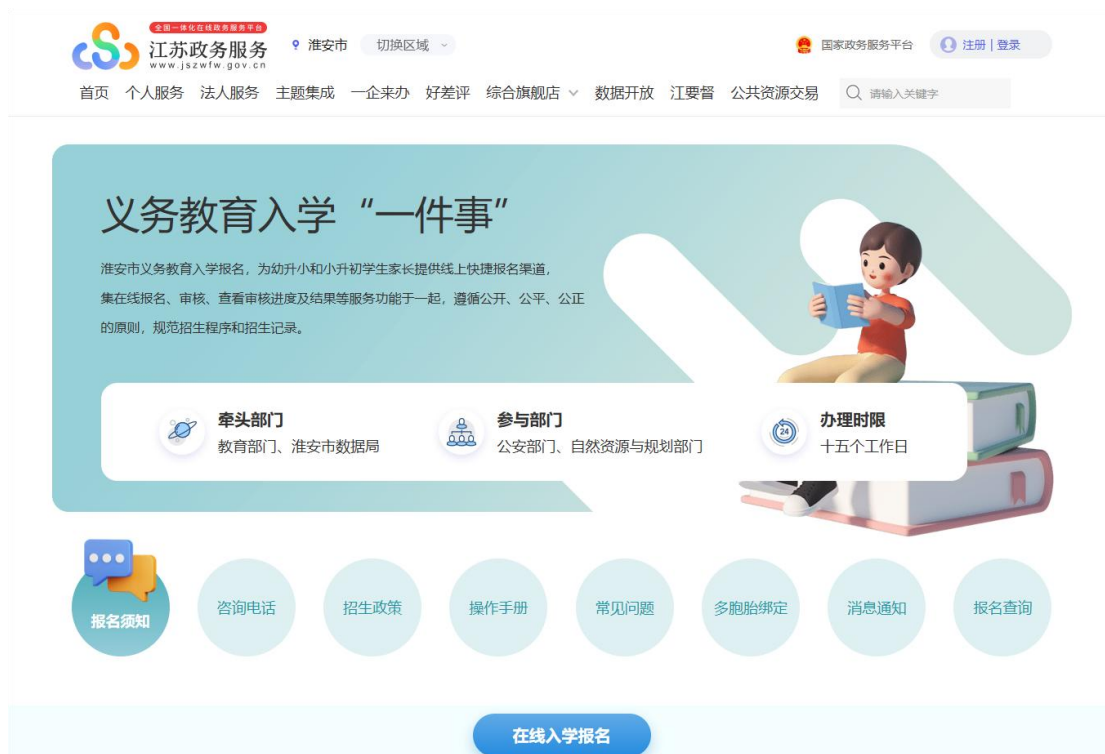 全国一体化在线政务服务平台
江苏政务服务
www.jszwfw.gov.cn
淮安市
切换区域
国家政务服务平台
注册 | 登录
首页 个人服务 法人服务 主题集成 一企来办 好差评 综合旗舰店 数据开放 江要督 公共资源交易
请输入关键字
义务教育入学“一件事”
淮安市义务教育入学报名，为幼升小和小升初学生家长提供线上快捷报名渠道，
集在线报名、审核、查看审核进度及结果等服务功能于一起，遵循公开、公平、公正
的原则，规范招生程序和招生记录。
牵头部门
教育部门、淮安市数据局
参与部门
公安部门、自然资源与规划部门
24
办理时限
十五个工作日
报名须知
咨询电话
招生政策
操作手册
常见问题
多胞胎绑定
消息通知
报名查询
在线入学报名